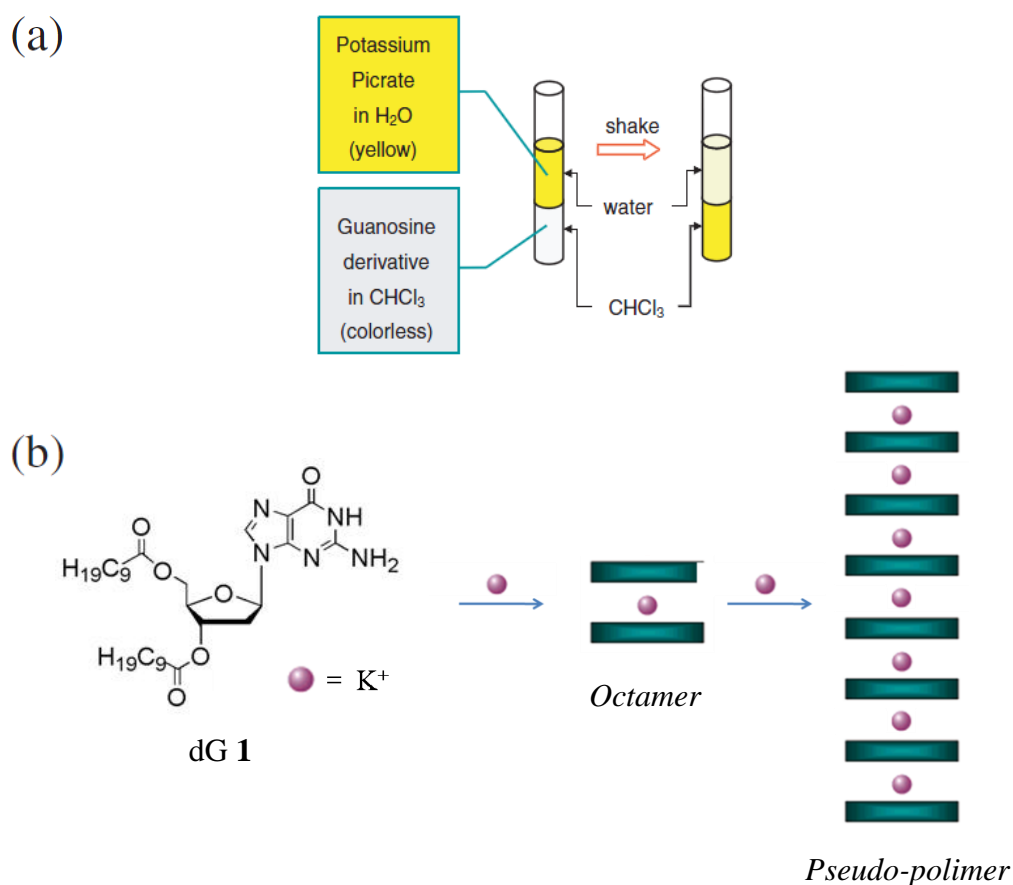 (a)
Potassium
Picrate
in H₂O
(yellow)
shake
water
Guanosine
derivative
in CHCl₃
(colorless)
CHCl₃
(b)
O
N
NH
N
N
NH₂
O
H₁₉C₉
O
O
H₁₉C₉
O
O
= K⁺
dG 1
Octamer
Pseudo-polimer